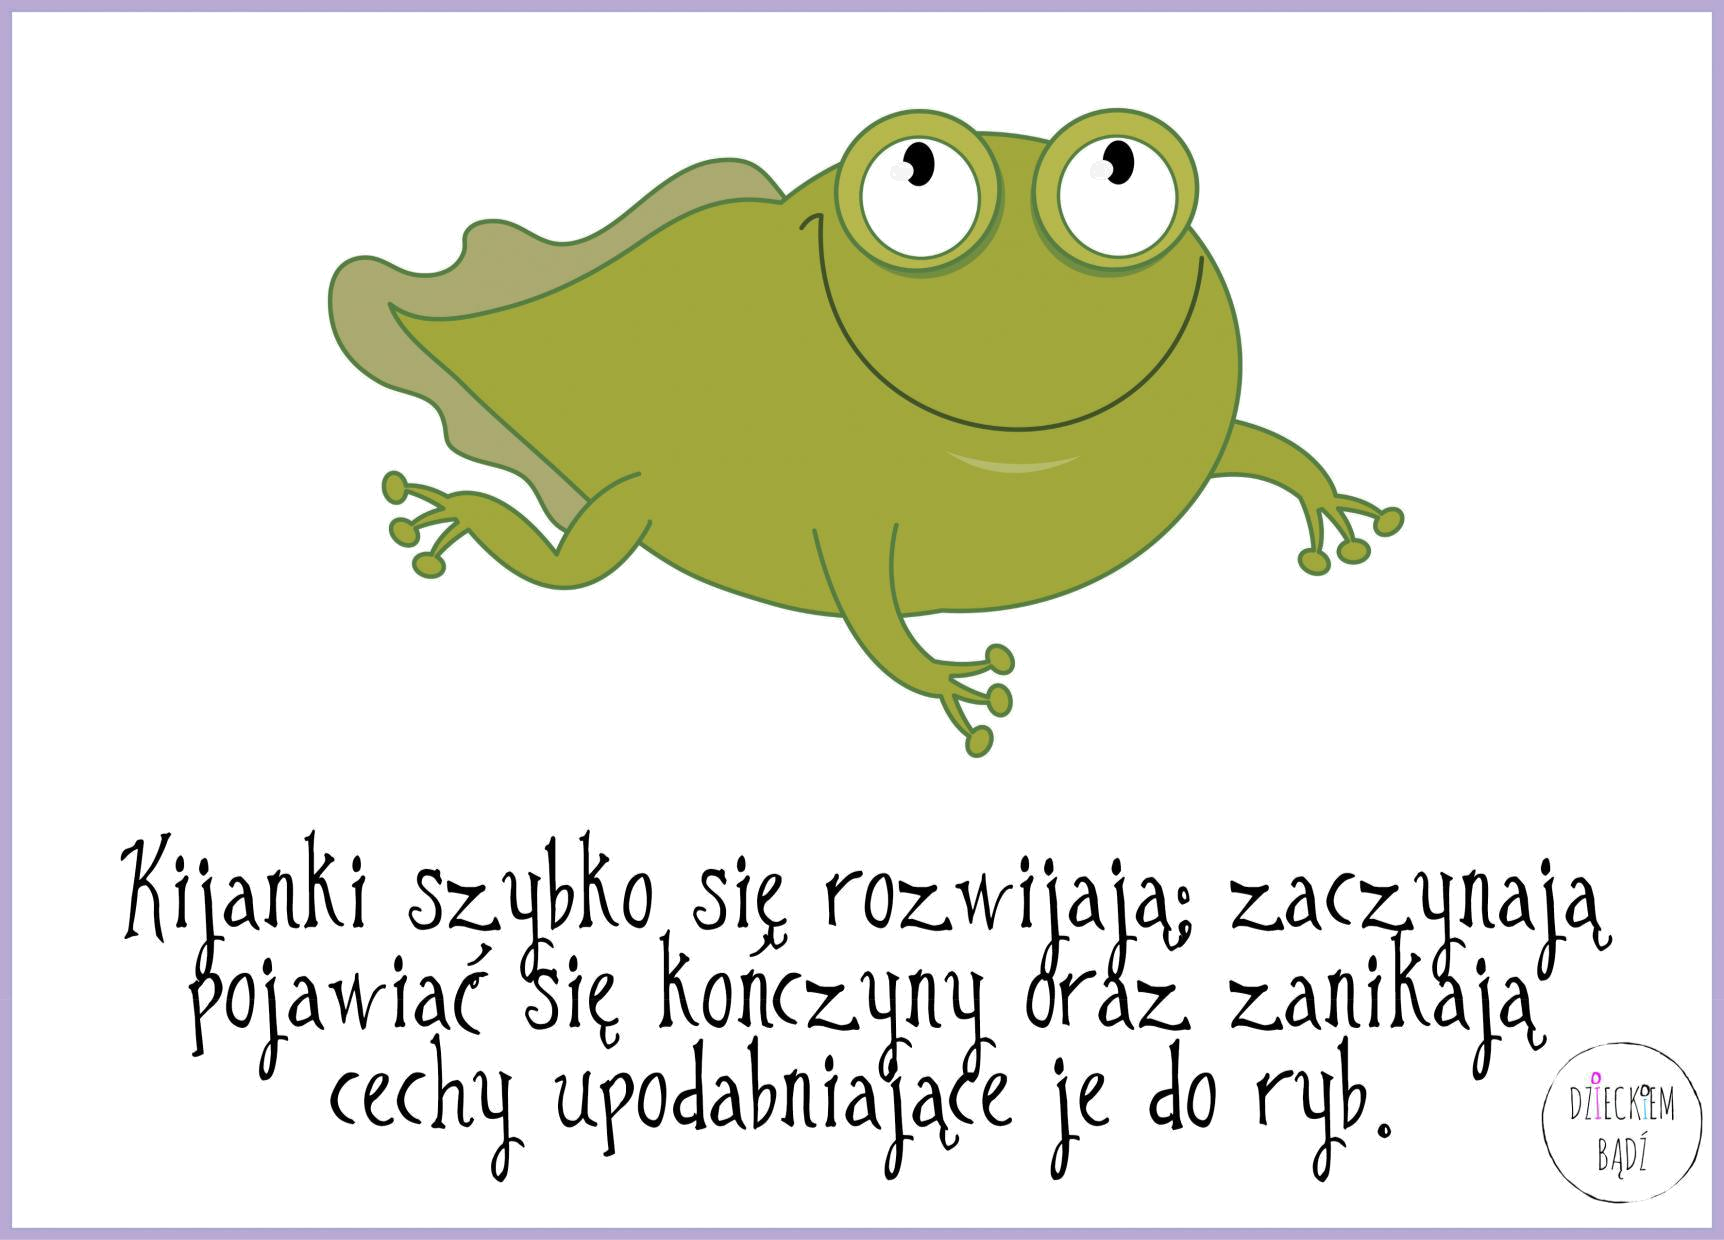 Kijanki szybko się rozwijają; zaczynają
pojawiać się kończyny oraz zanikają
cechy upodabniające je do ryb.
DZIECKIEM
BĄDŹ